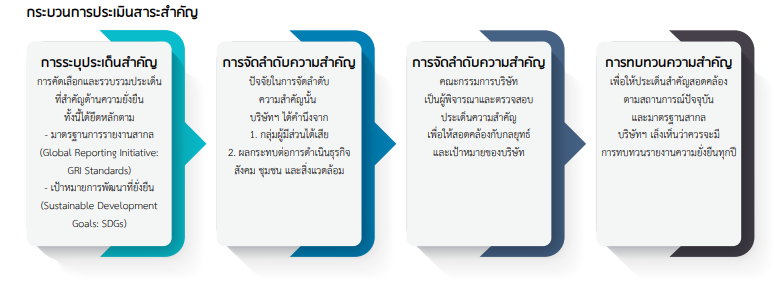 กระบวนการประเมินสาระสำคัญ
การระบุประเด็นสำคัญ
การคัดเลือกและรวบรวมประเด็น
ที่สำคัญด้านความยั่งยืน
ทั้งนี้ได้ยึดหลักตาม
- มาตรฐานการรายงานสากล
(Global Reporting Initiative:
GRI Standards)
- เป้าหมายการพัฒนาที่ยั่งยืน
(Sustainable Development
Goals: SDGs)
การจัดลำดับความสำคัญ
ปัจจัยในการจัดลำดับ
ความสำคัญนั้น
บริษัทฯ ได้คำนึงจาก
1. กลุ่มผู้มีส่วนได้เสีย
2. ผลกระทบต่อการดำเนินธุรกิจ
สังคม ชุมชน และสิ่งแวดล้อม
การจัดลำดับความสำคัญ
คณะกรรมการบริษัท
เป็นผู้พิจารณาและตรวจสอบ
ประเด็นความสำคัญ
เพื่อให้สอดคล้องกับกลยุทธ์
และเป้าหมายของบริษัท
การทบทวนความสำคัญ
เพื่อให้ประเด็นสำคัญสอดคล้อง
ตามสถานการณ์ปัจจุบัน
และมาตรฐานสากล
บริษัทฯ เล็งเห็นว่าควรจะมี
การทบทวนรายงานความยั่งยืนทุกปี